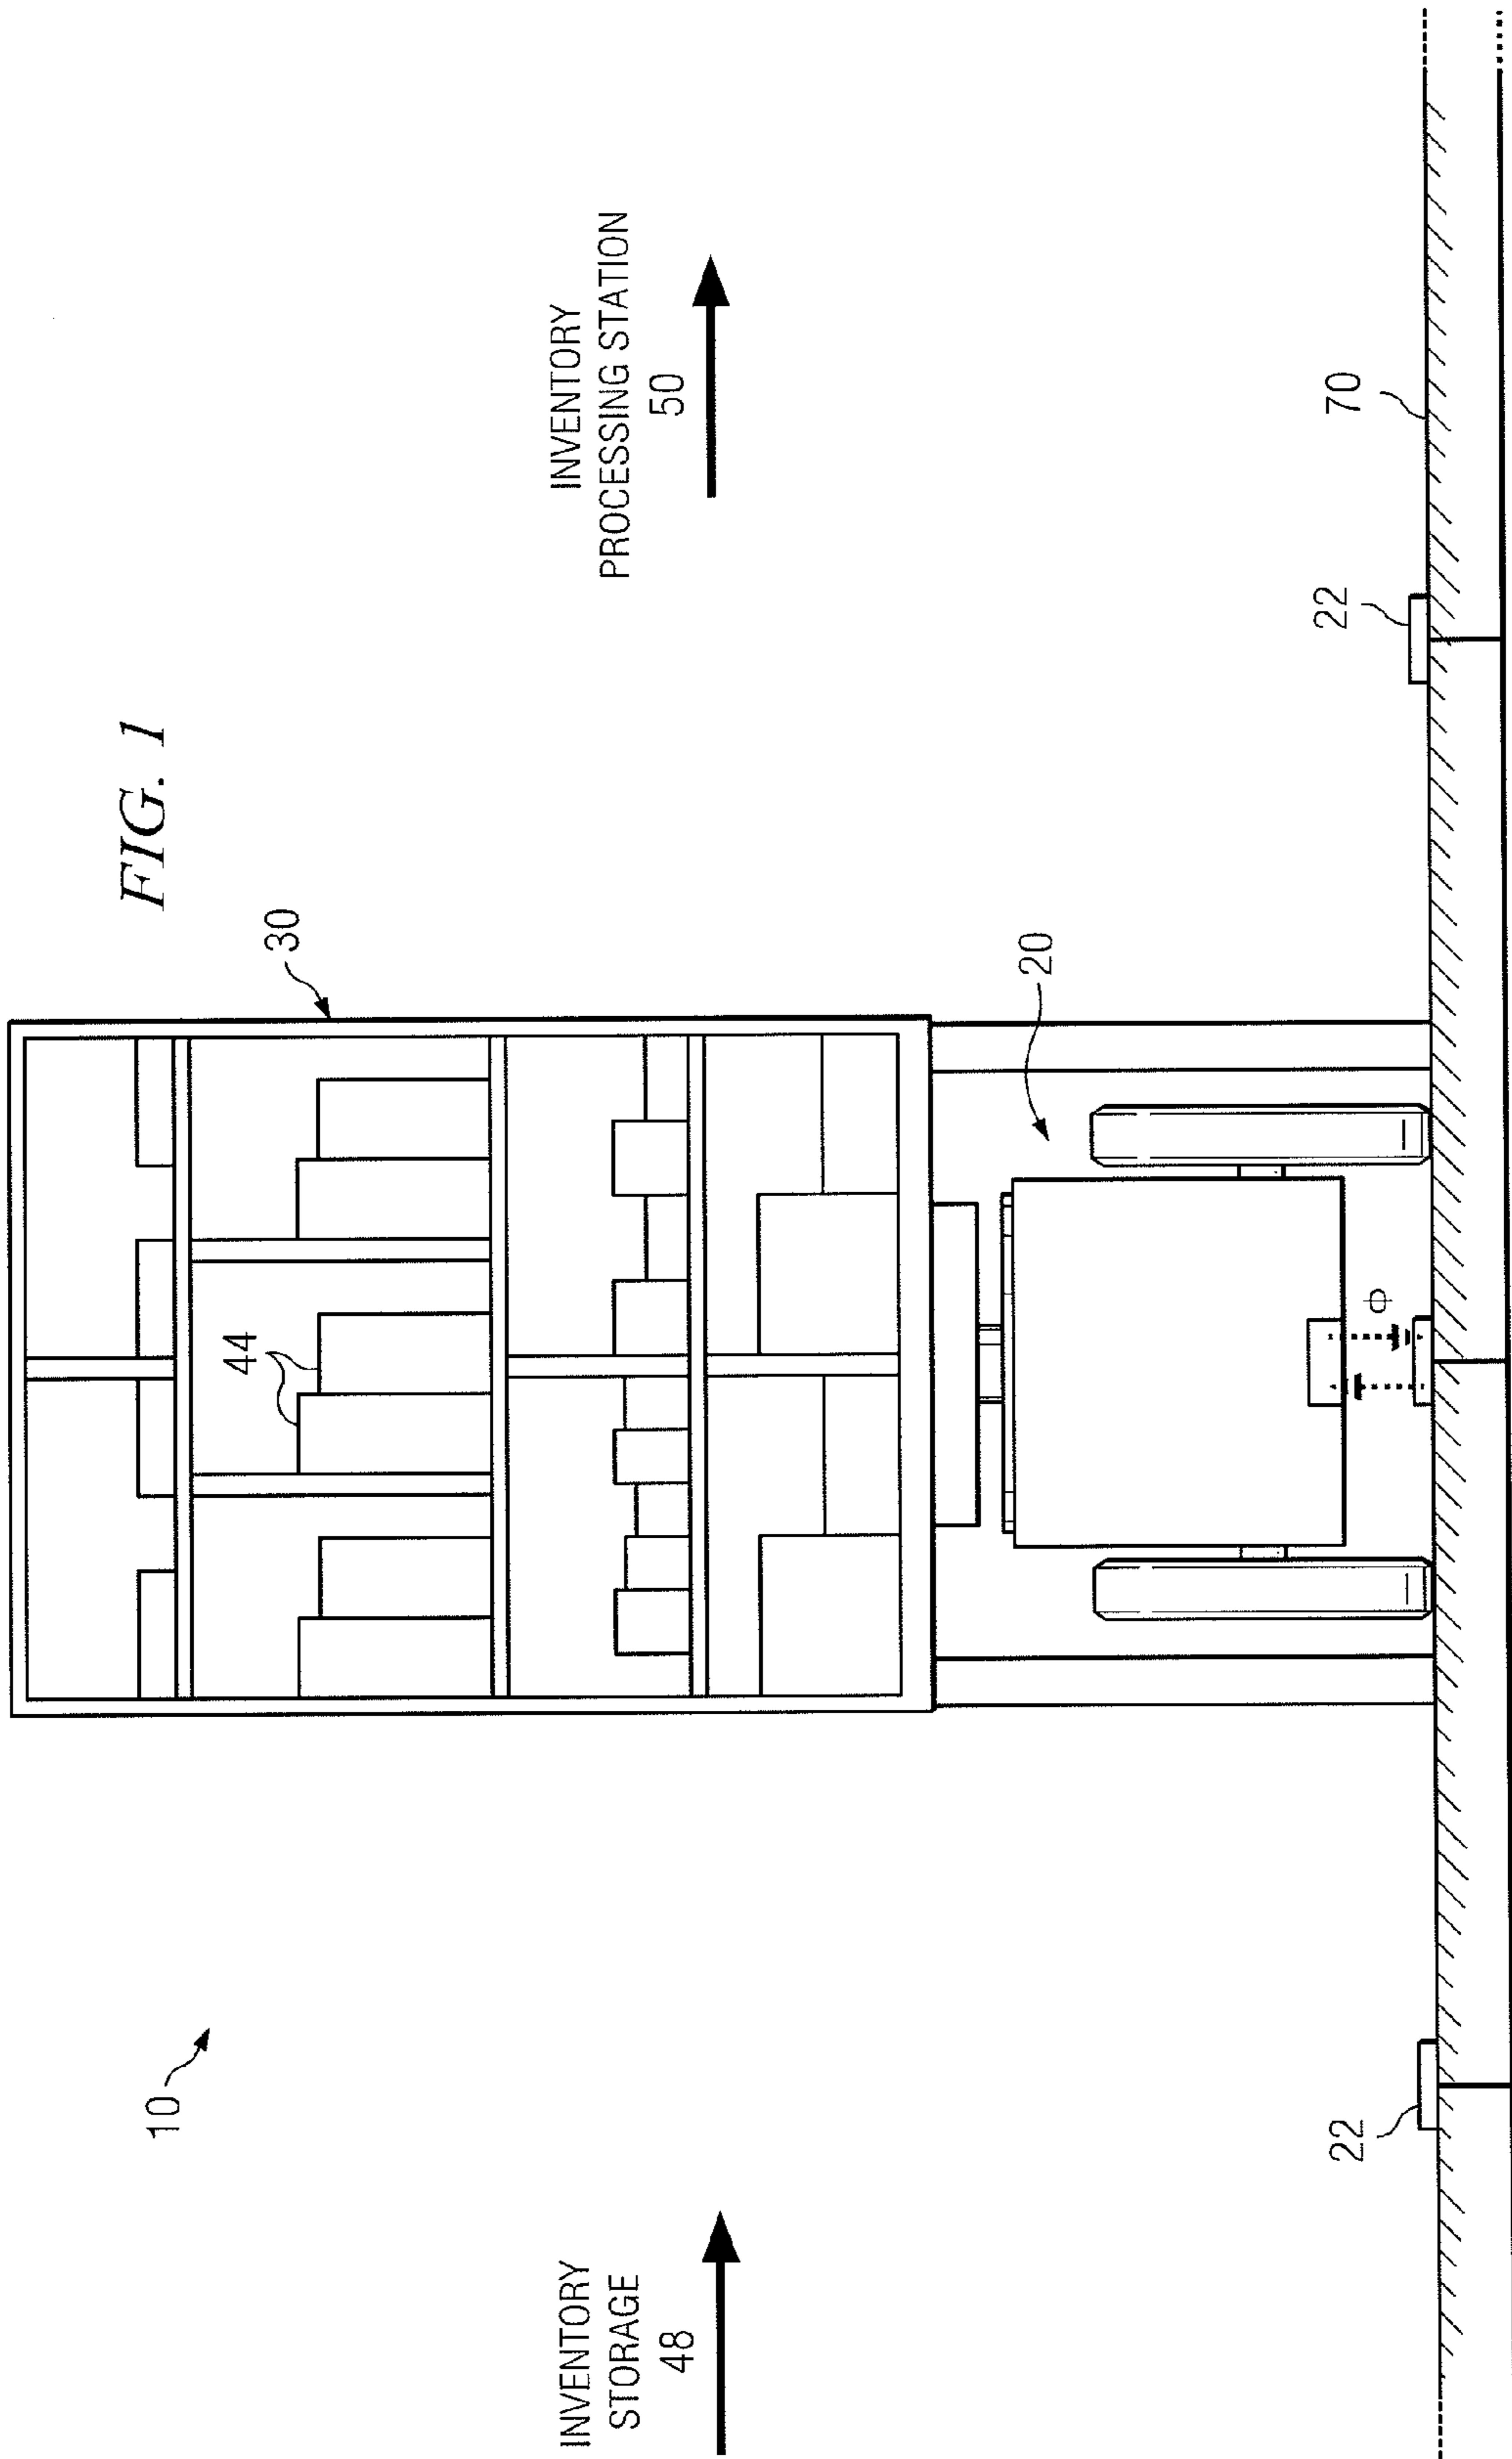 FIG. 1
10
30
44
INVENTORY
STORAGE
48
INVENTORY
PROCESSING STATION
50
20
Φ
22
22
70